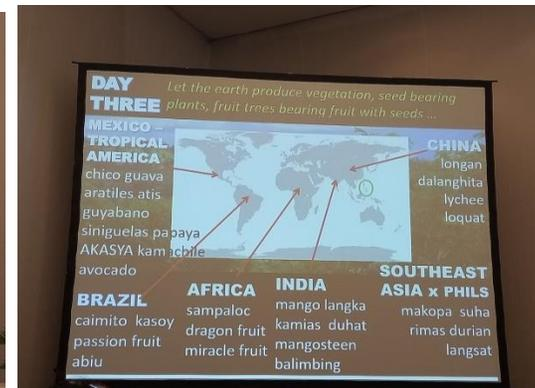 DAY
THREE
Let the earth produce vegetation, seed bearing
plants, fruit trees bearing fruit with seeds ...
MEXICO –
TROPICAL
AMERICA
chico guava
aratiles atis
guyabano
siniguelas papaya
AKASYA kamachile
avocado
CHINA
longan
dalanghita
lychee
loquat
BRAZIL
caimito kasoy
passion fruit
abiu
AFRICA
sampaloc
dragon fruit
miracle fruit
INDIA
mango langka
kamias duhat
mangosteen
balimbing
SOUTHEAST
ASIA x PHILS
makopa suha
rimas durian
langsat